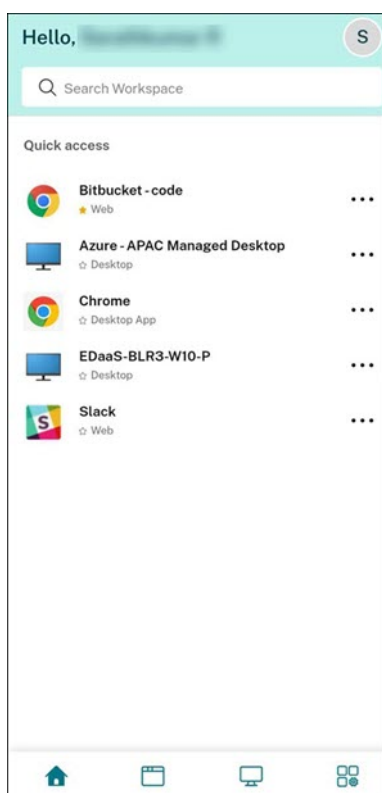 Hello,
S
Search Workspace
Quick access
Bitbucket - code
Web
Azure - APAC Managed Desktop
Desktop
Chrome
Desktop App
EDaaS-BLR3-W10-P
Desktop
S
Slack
Web